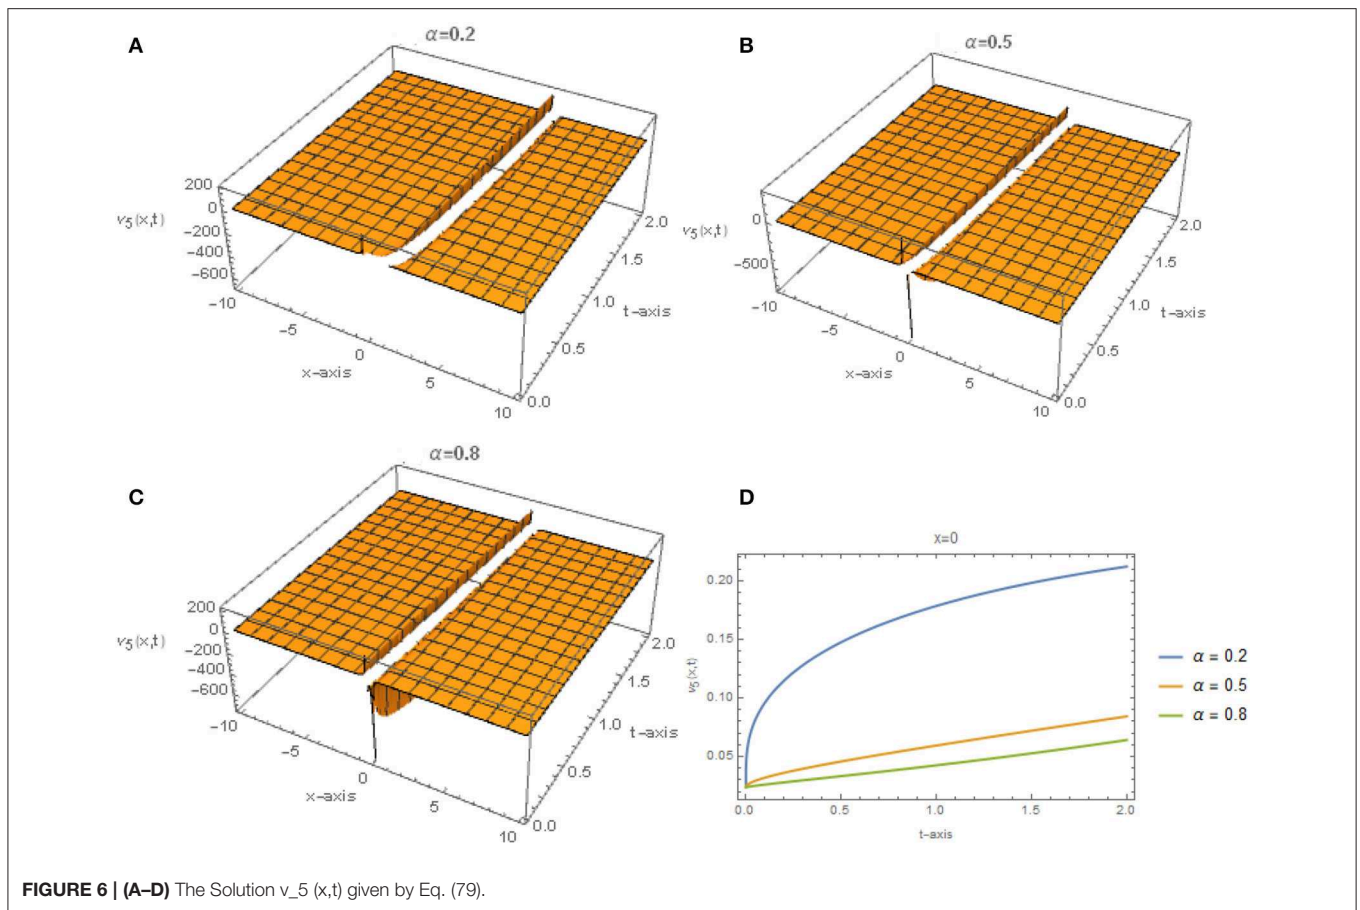 A
α=0.2
200
0
−200
−400
−600
v5(x,t)
−10
−5
0
5
10
x−axis
0.0
0.5
1.0
1.5
2.0
t−axis
B
α=0.5
0
−500
v5(x,t)
−10
−5
0
5
10
x−axis
0.0
0.5
1.0
1.5
2.0
t−axis
C
α=0.8
200
0
−200
−400
−600
v5(x,t)
−10
−5
0
5
10
x−axis
0.0
0.5
1.0
1.5
2.0
t−axis
D
x=0
0.20
0.15
0.10
0.05
v5(x,t)
0.0
0.5
1.0
1.5
2.0
t−axis
α = 0.2
α = 0.5
α = 0.8
FIGURE 6 | (A–D) The Solution v_5 (x,t) given by Eq. (79).